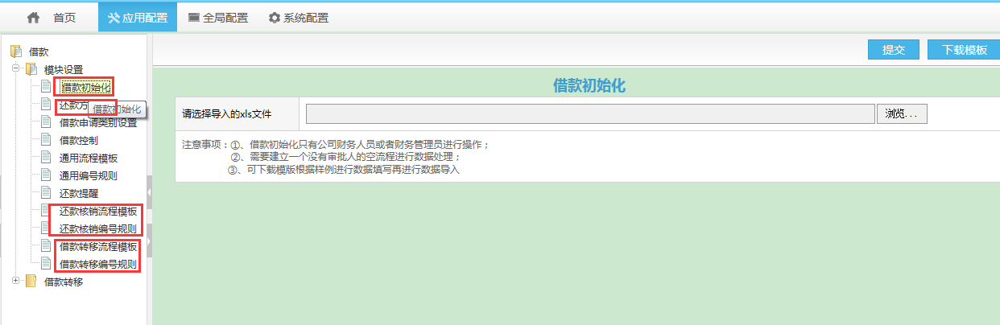 首页 应用配置 全局配置 系统配置
借款
模块设置
借款初始化
还款方
借款初始化
借款申请类别设置
借款控制
通用流程模板
通用编号规则
还款提醒
还款核销流程模板
还款核销编号规则
借款转移流程模板
借款转移编号规则
借款转移
提交 下载模板
借款初始化
请选择导入的xls文件 浏览...
注意事项：①、借款初始化只有公司财务人员或者财务管理员进行操作；
②、需要建立一个没有审批人的空流程进行数据处理；
③、可下载模版根据样例进行数据填写再进行数据导入